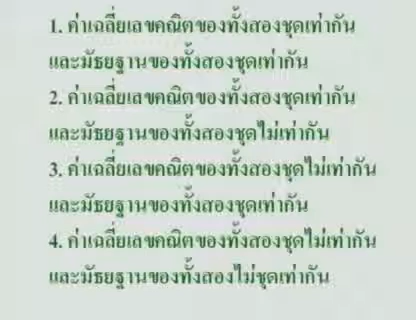 1. ค่าเฉลี่ยเลขคณิตของทั้งสองชุดเท่ากัน
และมัธยฐานของทั้งสองชุดเท่ากัน
2. ค่าเฉลี่ยเลขคณิตของทั้งสองชุดเท่ากัน
และมัธยฐานของทั้งสองชุดไม่เท่ากัน
3. ค่าเฉลี่ยเลขคณิตของทั้งสองชุดไม่เท่ากัน
และมัธยฐานของทั้งสองชุดเท่ากัน
4. ค่าเฉลี่ยเลขคณิตของทั้งสองชุดไม่เท่ากัน
และมัธยฐานของทั้งสองไม่ชุดเท่ากัน